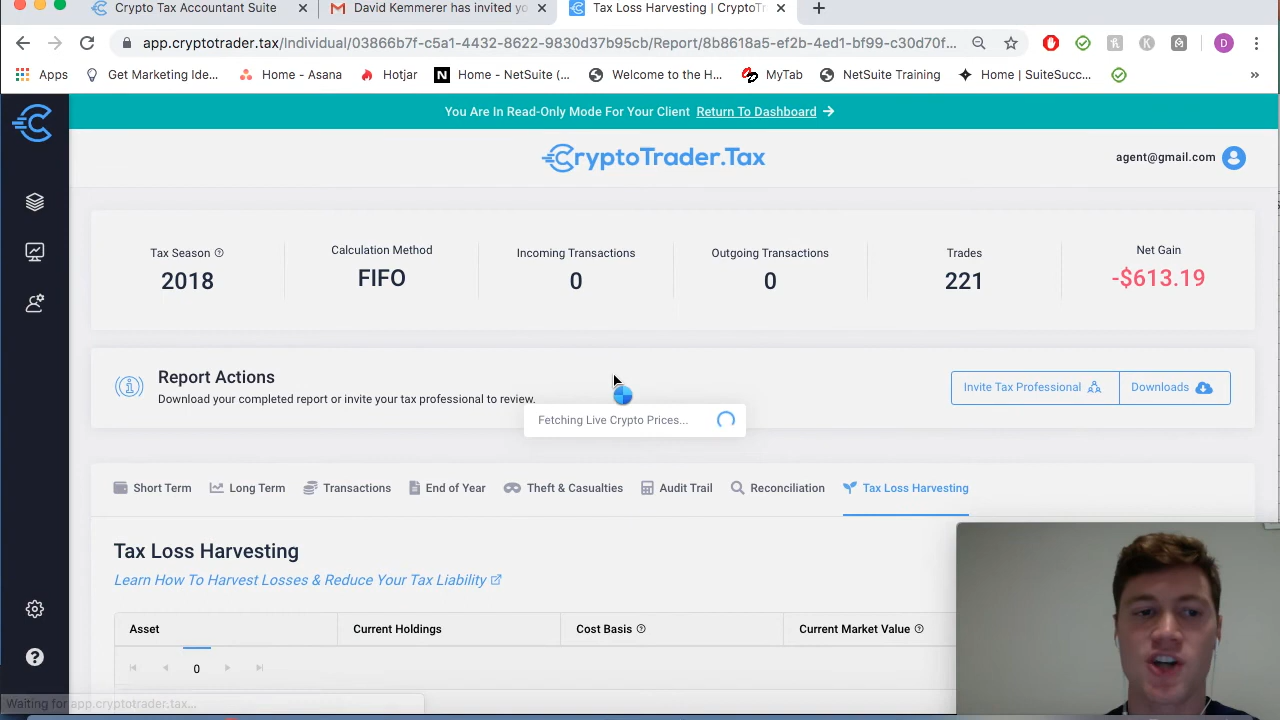 Crypto Tax Accountant Suite
David Kemmerer has invited yo
Tax Loss Harvesting | CryptoTr
app.cryptotrader.tax/Individual/03866b7f-c5a1-4432-8622-9830d37b95cb/Report/8b8618a5-ef2b-4ed1-bf99-c30d70f...
D
Apps
Get Marketing Ide...
Home - Asana
Hotjar
Home - NetSuite (...
Welcome to the H...
MyTab
NetSuite Training
Home | SuiteSucc...
You Are In Read-Only Mode For Your Client Return To Dashboard
CryptoTrader.Tax
agent@gmail.com
Tax Season
2018
Calculation Method
FIFO
Incoming Transactions
0
Outgoing Transactions
0
Trades
221
Net Gain
-$613.19
Report Actions
Download your completed report or invite your tax professional to review.
Invite Tax Professional
Downloads
Fetching Live Crypto Prices...
Short Term
Long Term
Transactions
End of Year
Theft & Casualties
Audit Trail
Reconciliation
Tax Loss Harvesting
Tax Loss Harvesting
Learn How To Harvest Losses & Reduce Your Tax Liability
Asset
Current Holdings
Cost Basis
Current Market Value
0
Waiting for app.cryptotrader.tax...